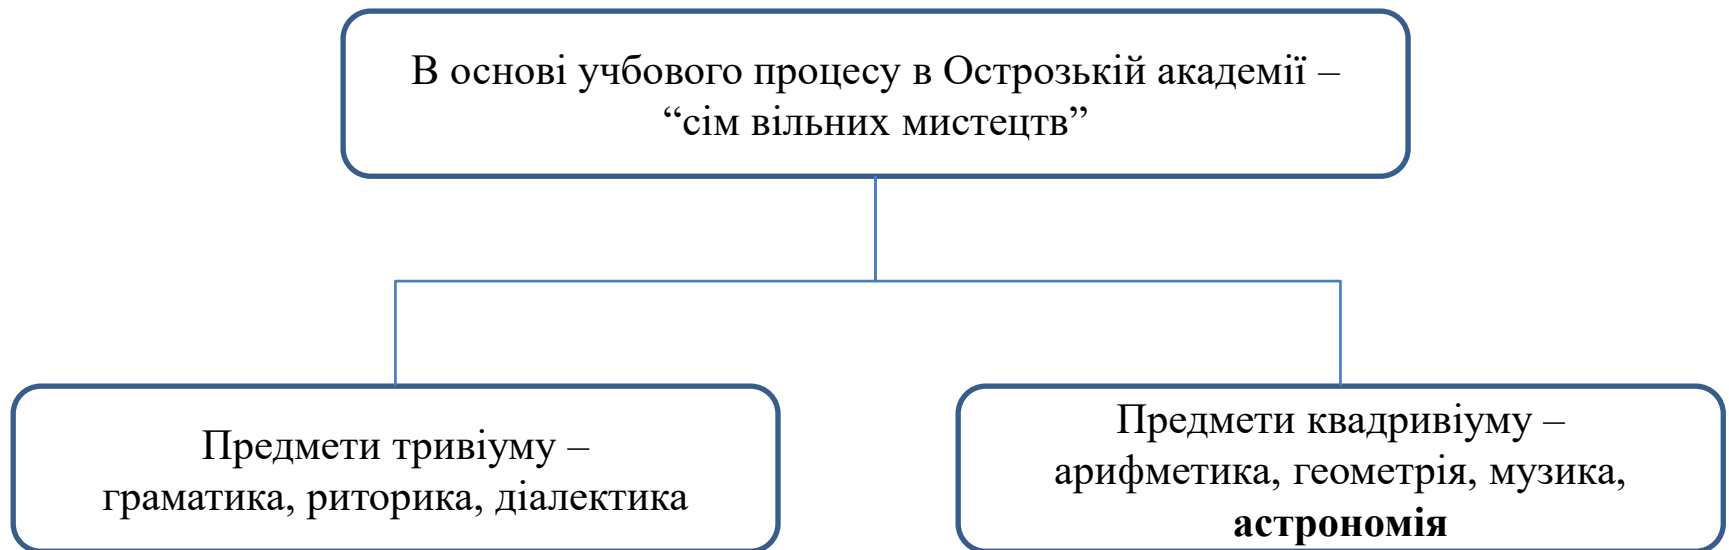 В основі учбового процесу в Острозькій академії –
“сім вільних мистецтв”
Предмети тривіуму –
граматика, риторика, діалектика
Предмети квадривіуму –
арифметика, геометрія, музика,
астрономія